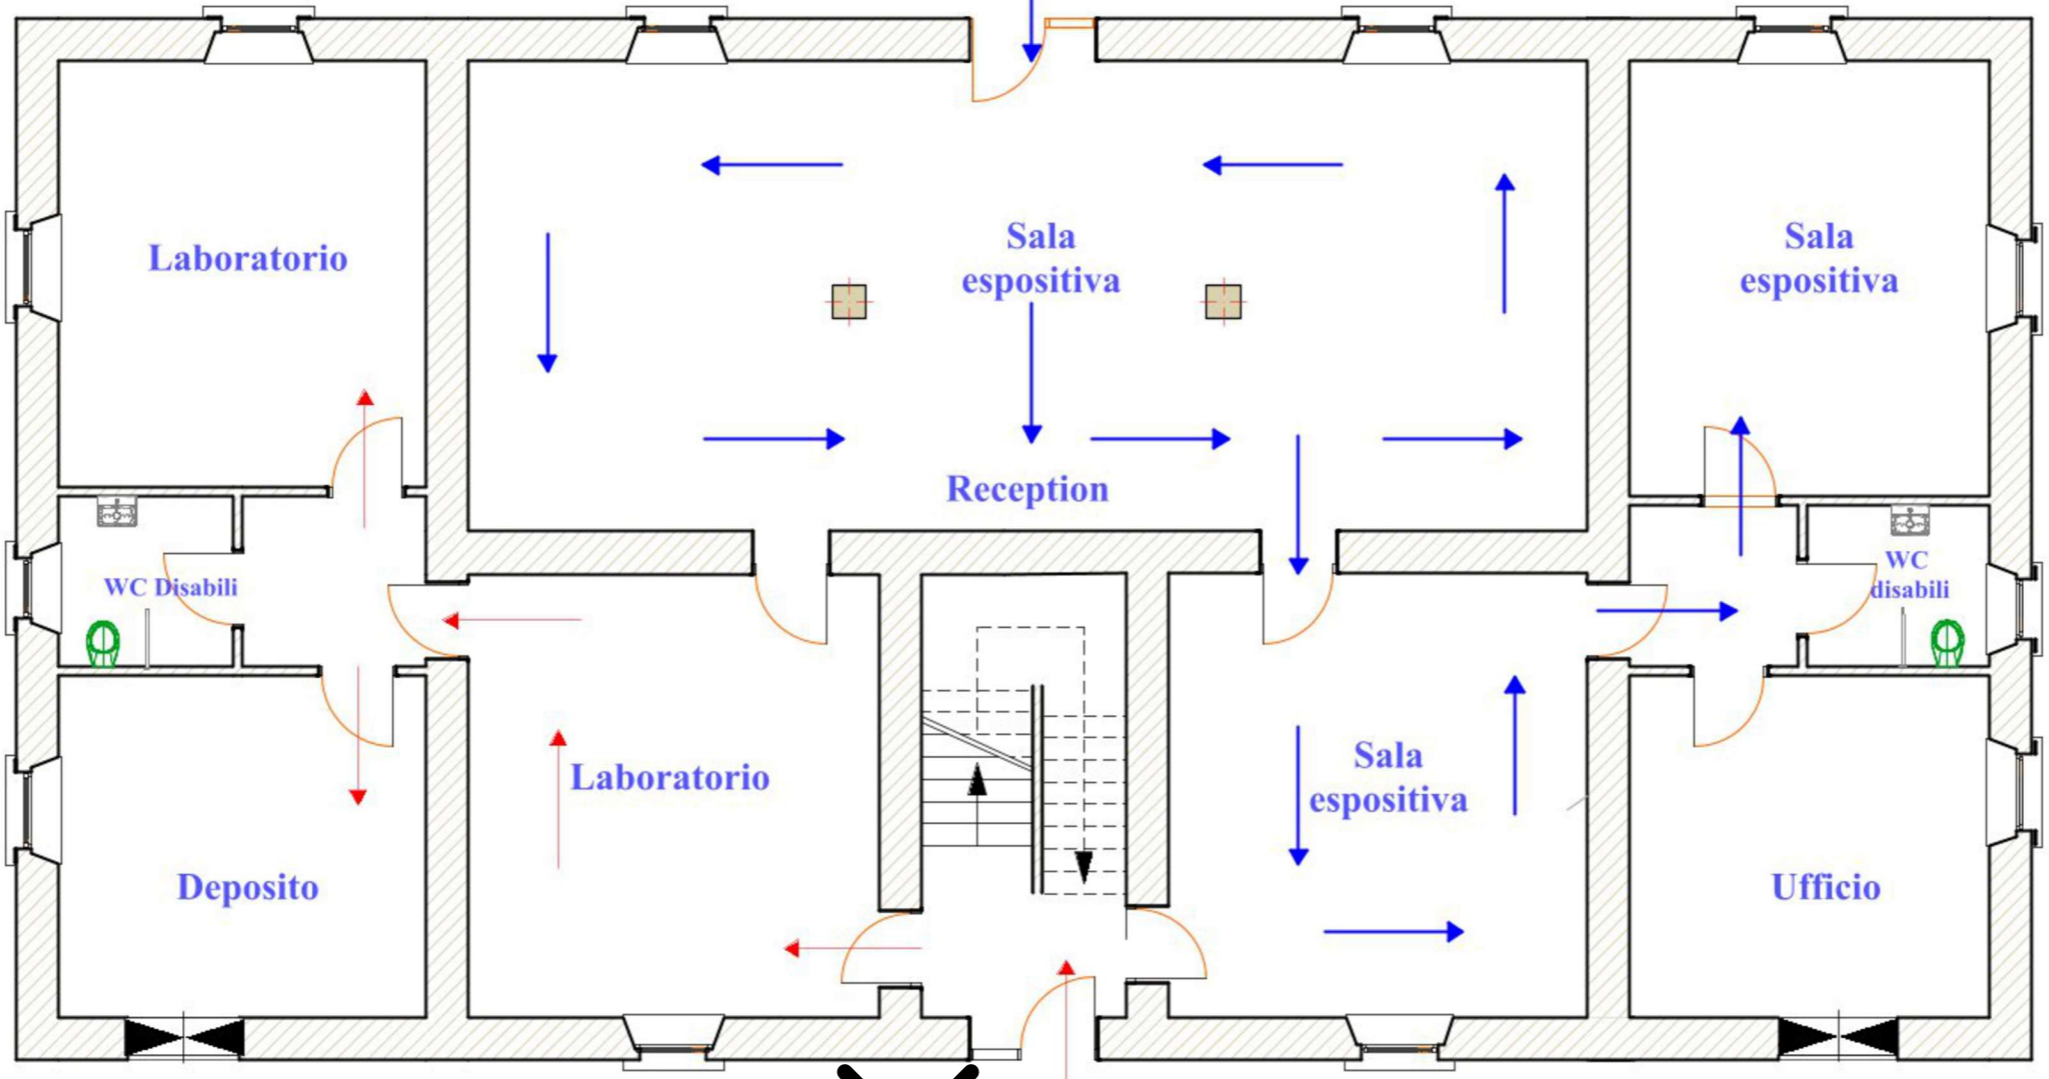 Laboratorio
Sala
espositiva
Sala
espositiva
Reception
WC Disabili
WC
disabili
Laboratorio
Sala
espositiva
Deposito
Ufficio